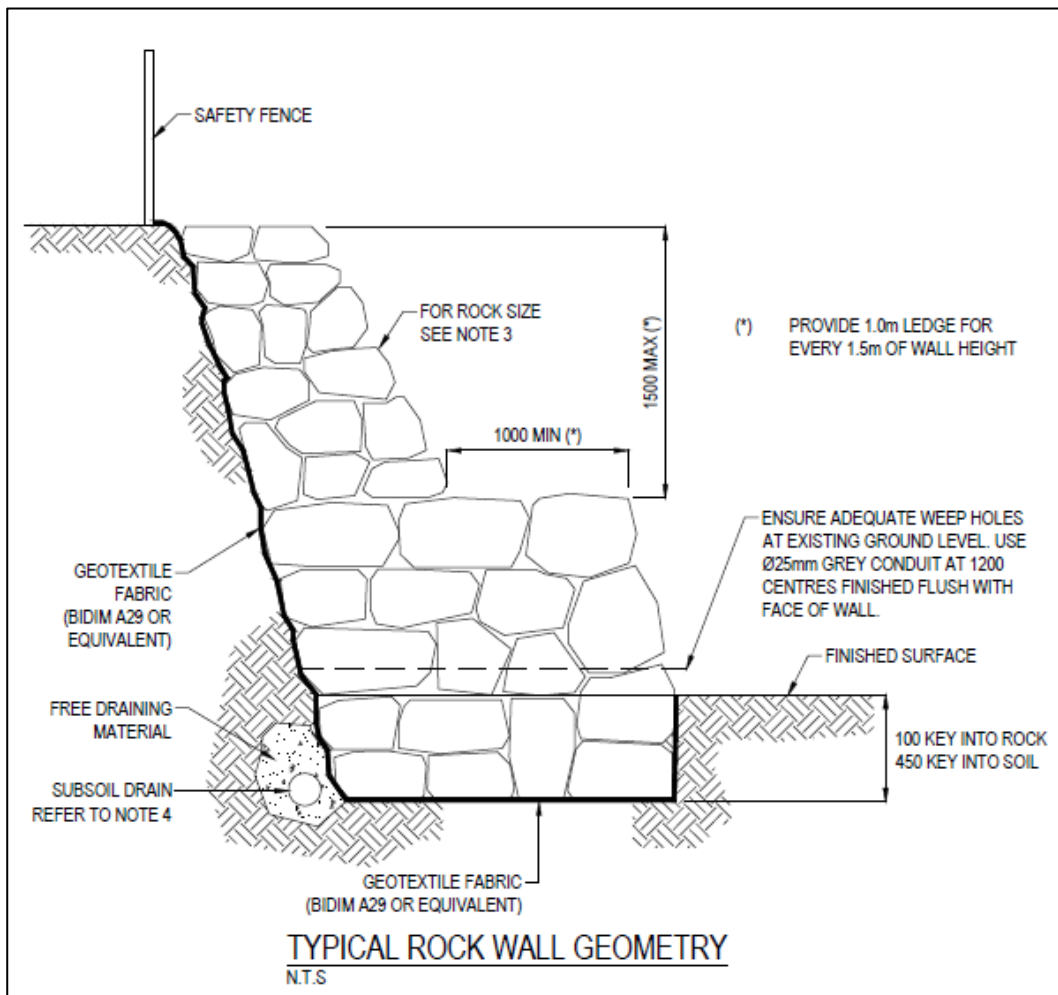 SAFETY FENCE
FOR ROCK SIZE
SEE NOTE 3
1500 MAX (*)
(*) PROVIDE 1.0m LEDGE FOR
EVERY 1.5m OF WALL HEIGHT
1000 MIN (*)
ENSURE ADEQUATE WEEP HOLES
AT EXISTING GROUND LEVEL. USE
Ø25mm GREY CONDUIT AT 1200
CENTRES FINISHED FLUSH WITH
FACE OF WALL.
GEOTEXTILE
FABRIC
(BIDIM A29 OR
EQUIVALENT)
FINISHED SURFACE
FREE DRAINING
MATERIAL
100 KEY INTO ROCK
450 KEY INTO SOIL
SUBSOIL DRAIN
REFER TO NOTE 4
GEOTEXTILE FABRIC
(BIDIM A29 OR EQUIVALENT)
TYPICAL ROCK WALL GEOMETRY
N.T.S